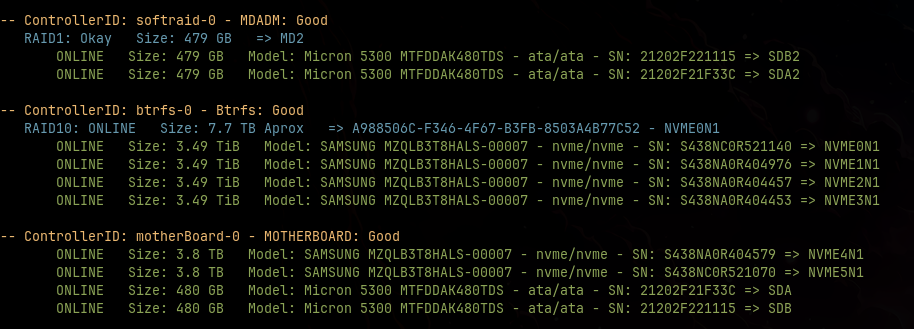 -- ControllerID: softraid-0 - MDADM: Good
RAID1: Okay Size: 479 GB => MD2
ONLINE Size: 479 GB Model: Micron 5300 MTFDDAK480TDS - ata/ata - SN: 21202F221115 => SDB2
ONLINE Size: 479 GB Model: Micron 5300 MTFDDAK480TDS - ata/ata - SN: 21202F21F33C => SDA2
-- ControllerID: btrfs-0 - Btrfs: Good
RAID10: ONLINE Size: 7.7 TB Aprox => A988506C-F346-4F67-B3FB-8503A4B77C52 - NVME0N1
ONLINE Size: 3.49 TiB Model: SAMSUNG MZQLB3T8HALS-00007 - nvme/nvme - SN: S438NC0R521140 => NVME0N1
ONLINE Size: 3.49 TiB Model: SAMSUNG MZQLB3T8HALS-00007 - nvme/nvme - SN: S438NA0R404976 => NVME1N1
ONLINE Size: 3.49 TiB Model: SAMSUNG MZQLB3T8HALS-00007 - nvme/nvme - SN: S438NA0R404457 => NVME2N1
ONLINE Size: 3.49 TiB Model: SAMSUNG MZQLB3T8HALS-00007 - nvme/nvme - SN: S438NA0R404453 => NVME3N1
-- ControllerID: motherBoard-0 - MOTHERBOARD: Good
ONLINE Size: 3.8 TB Model: SAMSUNG MZQLB3T8HALS-00007 - nvme/nvme - SN: S438NA0R404579 => NVME4N1
ONLINE Size: 3.8 TB Model: SAMSUNG MZQLB3T8HALS-00007 - nvme/nvme - SN: S438NC0R521070 => NVME5N1
ONLINE Size: 480 GB Model: Micron 5300 MTFDDAK480TDS - ata/ata - SN: 21202F21F33C => SDA
ONLINE Size: 480 GB Model: Micron 5300 MTFDDAK480TDS - ata/ata - SN: 21202F221115 => SDB